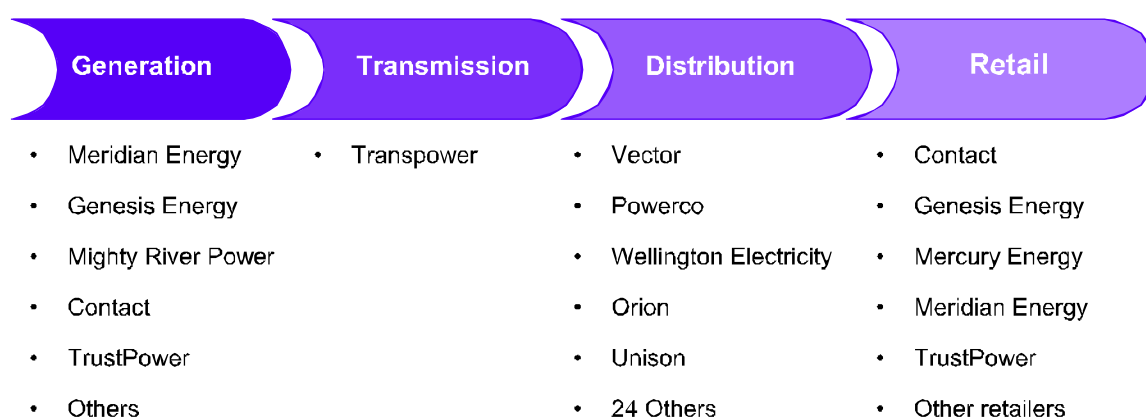 Generation
Transmission
Distribution
Retail
• Meridian Energy
• Genesis Energy
• Mighty River Power
• Contact
• TrustPower
• Others
• Transpower
• Vector
• Powerco
• Wellington Electricity
• Orion
• Unison
• 24 Others
• Contact
• Genesis Energy
• Mercury Energy
• Meridian Energy
• TrustPower
• Other retailers